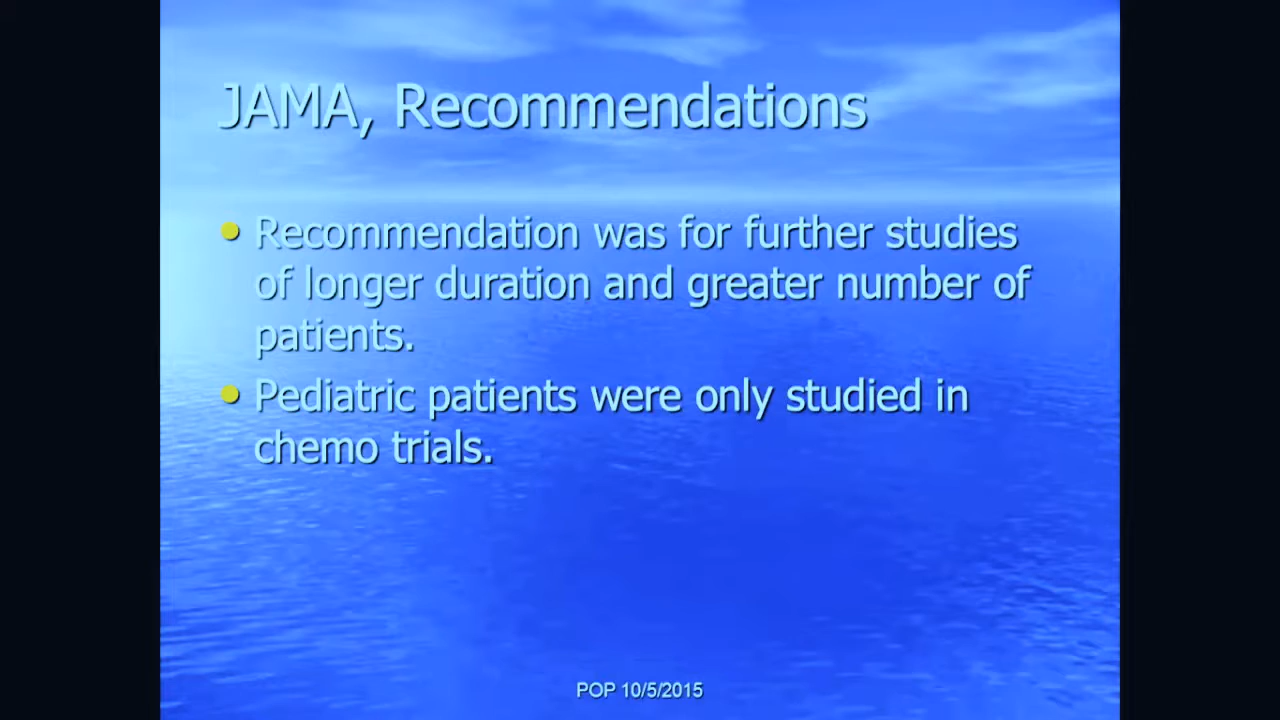 JAMA, Recommendations
• Recommendation was for further studies
of longer duration and greater number of
patients.
• Pediatric patients were only studied in
chemo trials.
POP 10/5/2015